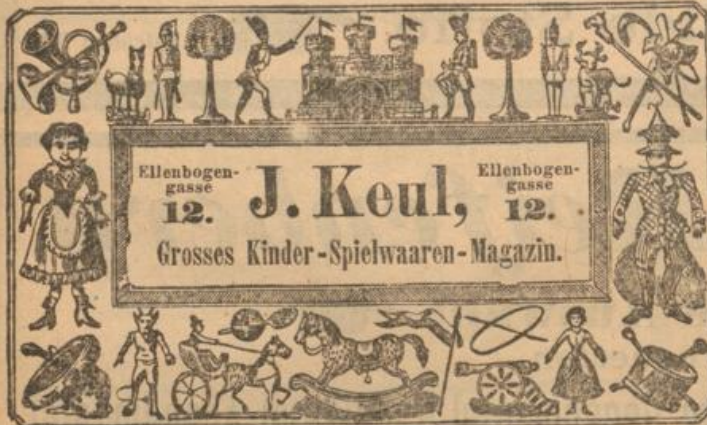 Ellenbogen-
gasse
12.
J. Keul,
Ellenbogen-
gasse
12.
Grosses Kinder-Spielwaaren-Magazin.